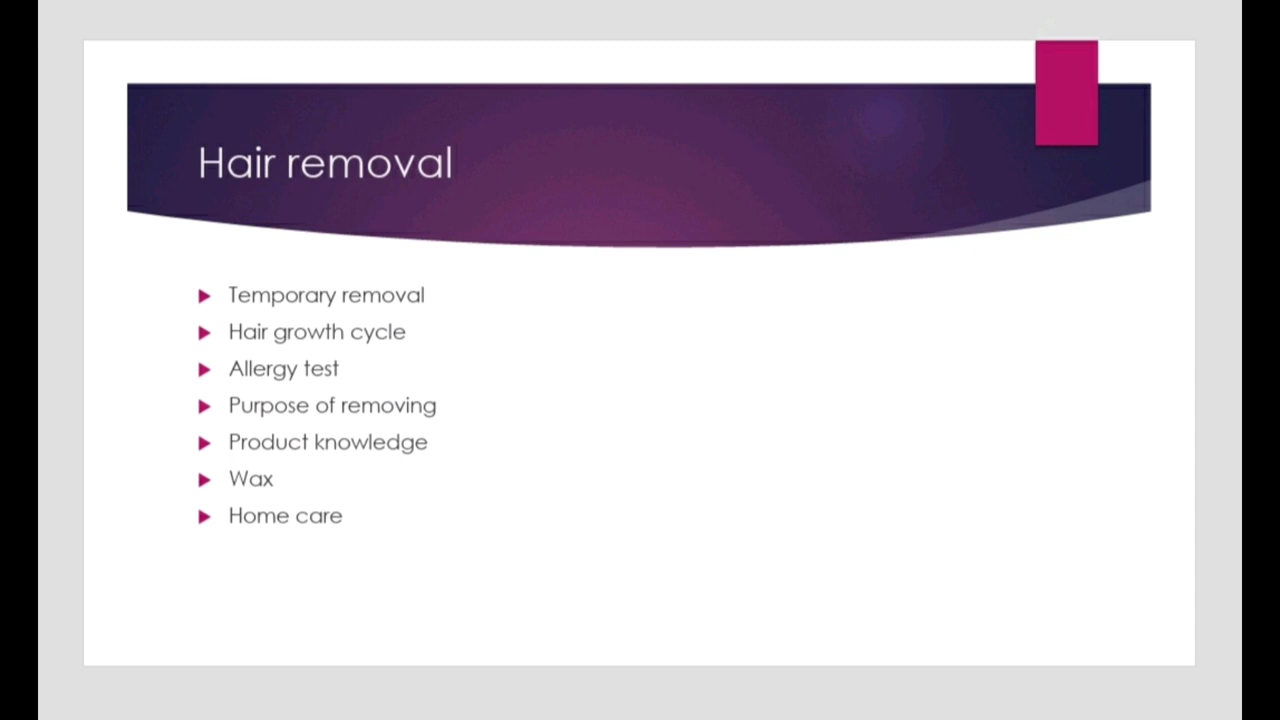 Hair removal
Temporary removal
Hair growth cycle
Allergy test
Purpose of removing
Product knowledge
Wax
Home care